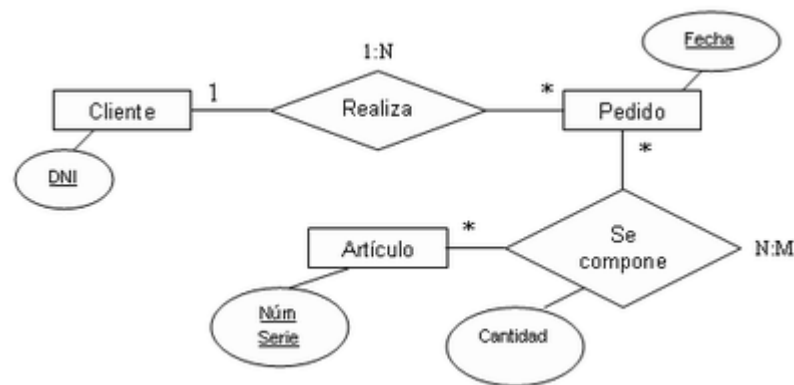 Fecha
1:N
Cliente
1
Realiza
*
Pedido
*
DNI
Artículo
*
Se
compone
N:M
Núm
Serie
Cantidad